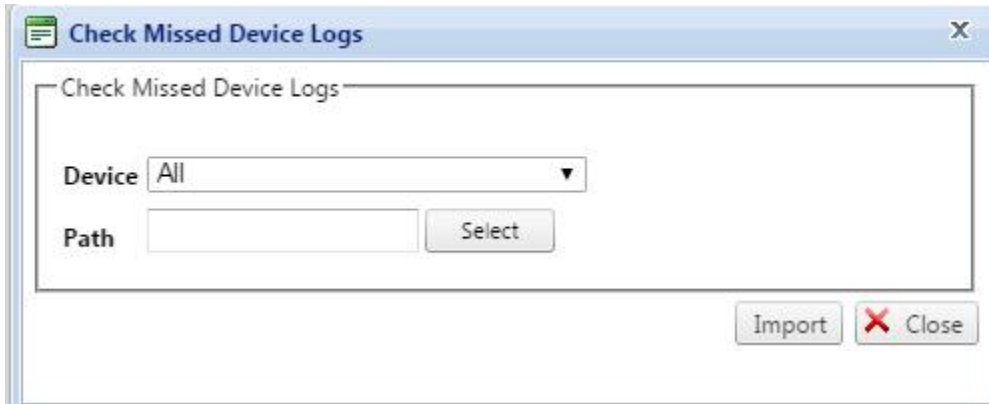 Check Missed Device Logs
Check Missed Device Logs
Device All
Path Select
Import Close